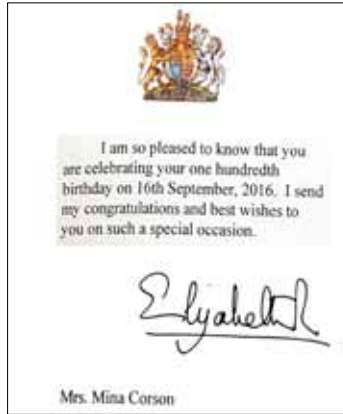 I am so pleased to know that you
are celebrating your one hundredth
birthday on 16th September, 2016. I send
my congratulations and best wishes to
you on such a special occasion.
Elizabeth R
Mrs. Mina Corson